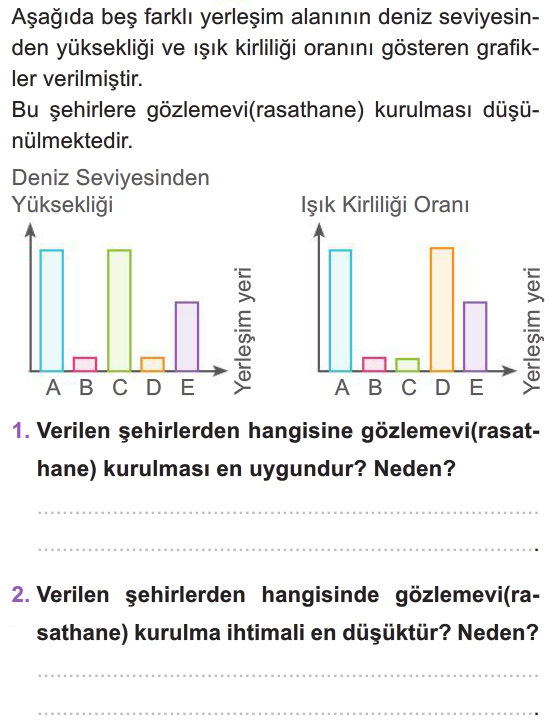 Aşağıda beş farklı yerleşim alanının deniz seviyesin-
den yüksekliği ve ışık kirliliği oranını gösteren grafik-
ler verilmiştir.
Bu şehirlere gözlemevi(rasathane) kurulması düşü-
nülmektedir.
Deniz Seviyesinden
Yüksekliği
Yerleşim yeri
A B C D E
Işık Kirliliği Oranı
Yerleşim yeri
A B C D E
1. Verilen şehirlerden hangisine gözlemevi(rasat-
hane) kurulması en uygundur? Neden?
2. Verilen şehirlerden hangisinde gözlemevi(ra-
sathane) kurulma ihtimali en düşüktür? Neden?